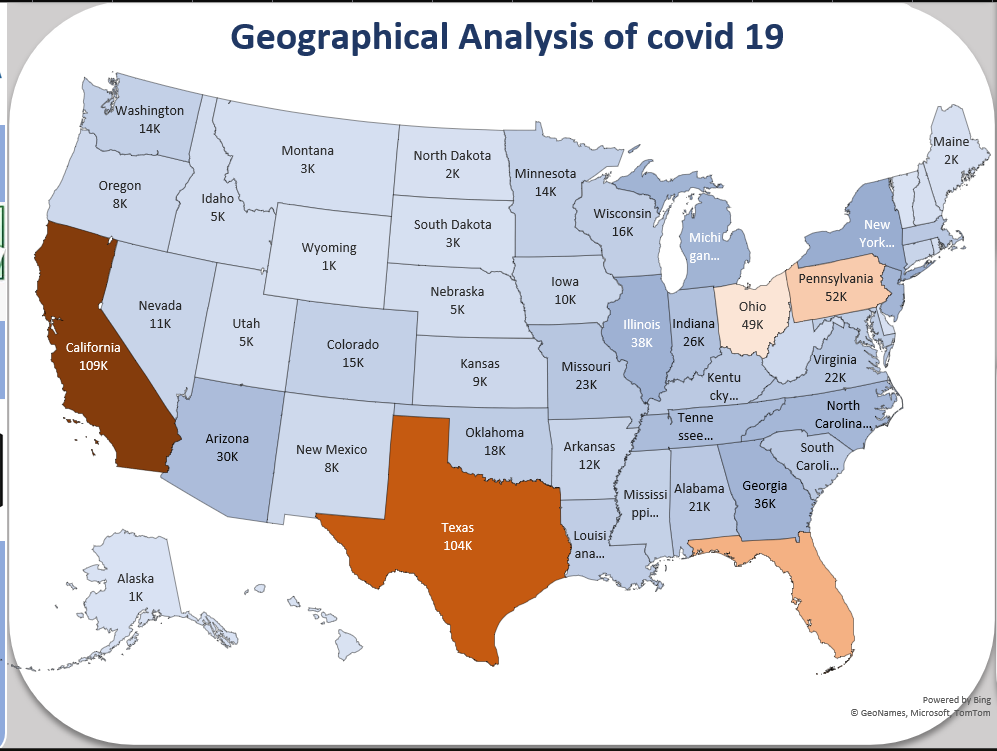 Geographical Analysis of covid 19
Washington
14K
Montana
3K
North Dakota
2K
Minnesota
14K
Maine
2K
Oregon
8K
Idaho
5K
South Dakota
3K
Wisconsin
16K
Michi
gan...
New
York...
Wyoming
1K
Nebraska
5K
Iowa
10K
Pennsylvania
52K
Nevada
11K
Utah
5K
Colorado
15K
Illinois
38K
Indiana
26K
Ohio
49K
California
109K
Kansas
9K
Missouri
23K
Kentu
cky...
Virginia
22K
Arizona
30K
New Mexico
8K
Oklahoma
18K
Arkansas
12K
Tenne
ssee...
North
Carolina...
South
Caroli...
Texas
104K
Louisi
ana...
Mississi
ppi...
Alabama
21K
Georgia
36K
Alaska
1K
Powered by Bing
© GeoNames, Microsoft, TomTom